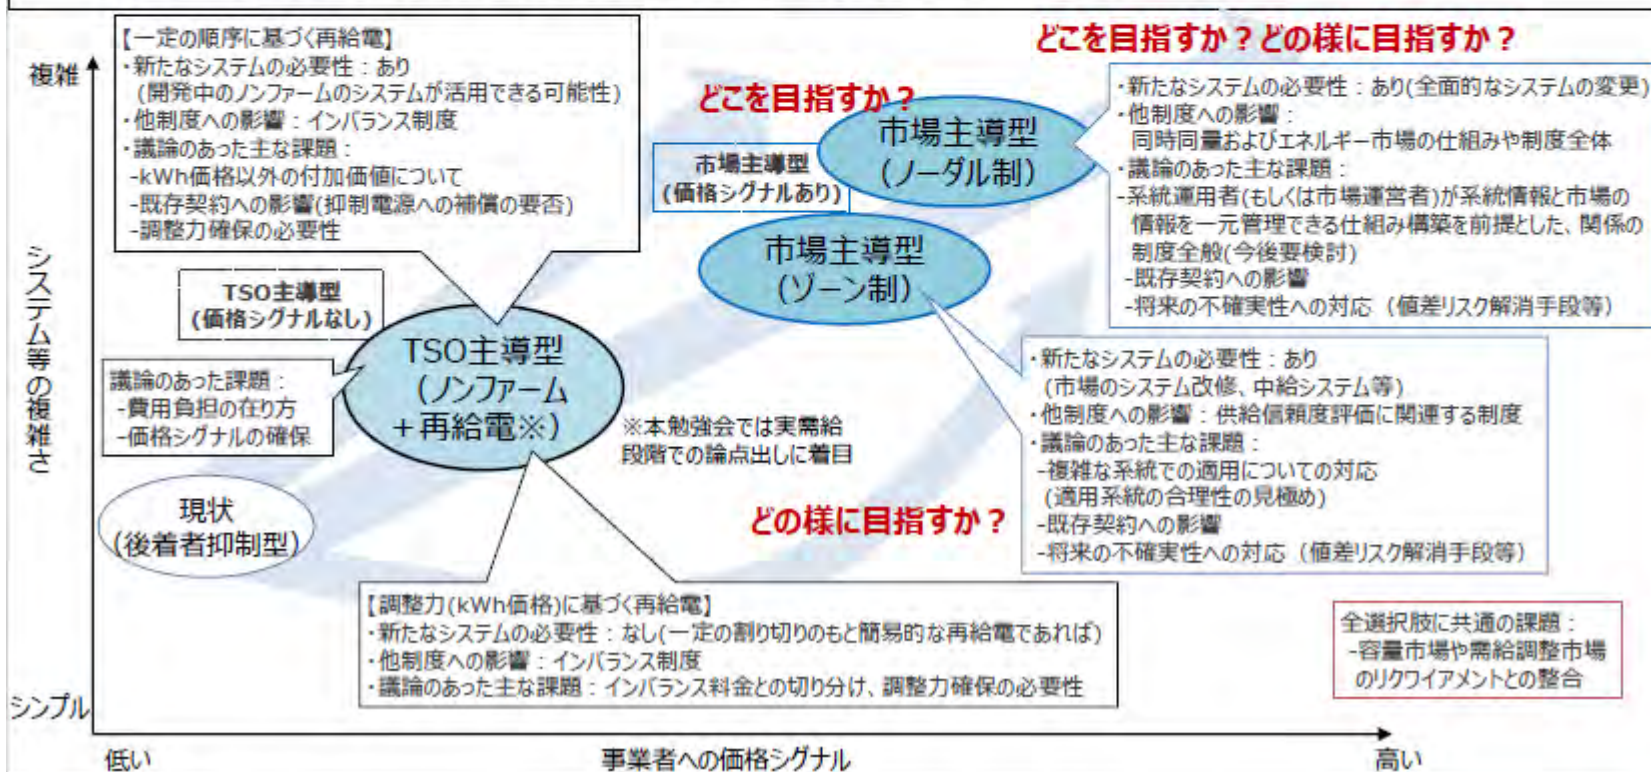 どこを目指すか？どの様に目指すか？
複雑
【一定の順序に基づく再給電】
・新たなシステムの必要性：あり
(開発中のノンファームのシステムが活用できる可能性)
・他制度への影響：インバランス制度
・議論のあった主な課題：
-kWh価格以外の付加価値について
-既存契約への影響(抑制電源への補償の要否)
-調整力確保の必要性
どこを目指すか？
市場主導型
(価格シグナルあり)
市場主導型
(ノーダル制)
市場主導型
(ゾーン制)
・新たなシステムの必要性：あり(全面的なシステムの変更)
・他制度への影響：
同時同量およびエネルギー市場の仕組みや制度全体
・議論のあった主な課題：
-系統運用者(もしくは市場運営者)が系統情報と市場の
情報を一元管理できる仕組み構築を前提とした、関係の
制度全般(今後要検討)
-既存契約への影響
-将来の不確実性への対応（値差リスク解消手段等）
システム等の複雑さ
TSO主導型
(価格シグナルなし)
TSO主導型
(ノンファーム
＋再給電※)
議論のあった課題：
-費用負担の在り方
-価格シグナルの確保
※本勉強会では実需給
段階での論点出しに着目
・新たなシステムの必要性：あり
(市場のシステム改修、中給システム等)
・他制度への影響：供給信頼度評価に関連する制度
・議論のあった主な課題：
-複雑な系統での適用についての対応
(適用系統の合理性の見極め)
-既存契約への影響
-将来の不確実性への対応（値差リスク解消手段等）
現状
(後着者抑制型)
どの様に目指すか？
【調整力(kWh価格)に基づく再給電】
・新たなシステムの必要性：なし(一定の割り切りのもと簡易的な再給電であれば)
・他制度への影響：インバランス制度
・議論のあった主な課題：インバランス料金との切り分け、調整力確保の必要性
全選択肢に共通の課題：
-容量市場や需給調整市場
のリクワイアメントとの整合
シンプル
低い
事業者への価格シグナル
高い